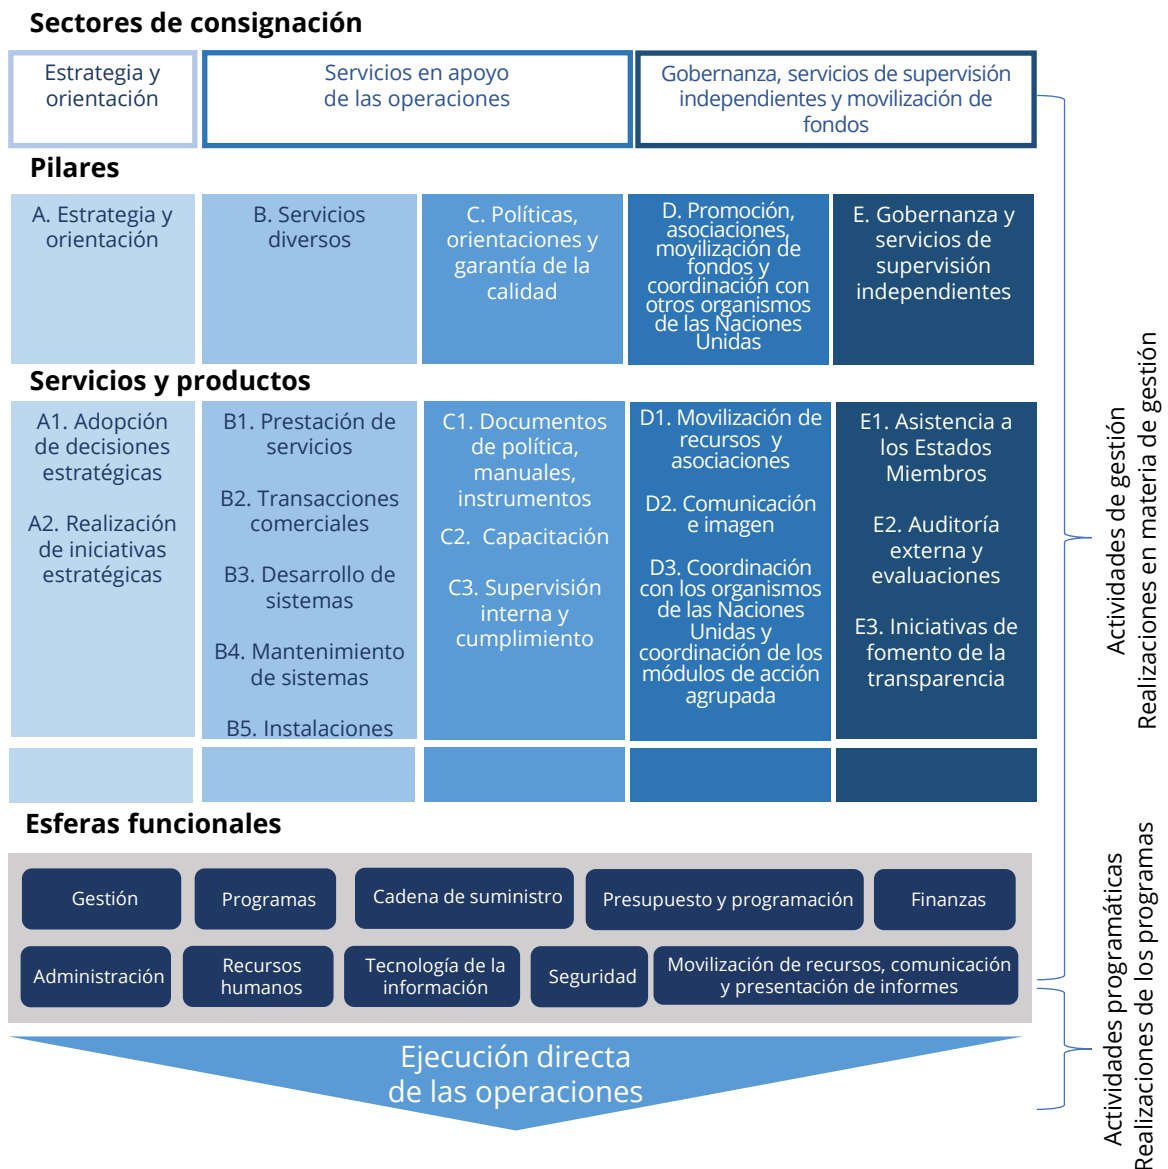 Sectores de consignación
Estrategia y
orientación
Servicios en apoyo
de las operaciones
Gobernanza, servicios de supervisión
independientes y movilización de
fondos
Pilares
A. Estrategia y
orientación
B. Servicios
diversos
C. Políticas,
orientaciones y
garantía de la
calidad
D. Promoción,
asociaciones,
movilización de
fondos y
coordinación con
otros organismos
de las Naciones
Unidas
E. Gobernanza y
servicios de
supervisión
independientes
Servicios y productos
A1. Adopción
de decisiones
estratégicas
A2. Realización
de iniciativas
estratégicas
B1. Prestación de
servicios
B2. Transacciones
comerciales
B3. Desarrollo de
sistemas
B4. Mantenimiento
de sistemas
B5. Instalaciones
C1. Documentos
de política,
manuales,
instrumentos
C2. Capacitación
C3. Supervisión
interna y
cumplimiento
D1. Movilización de
recursos y
asociaciones
D2. Comunicación
e imagen
D3. Coordinación
con los organismos
de las Naciones
Unidas y
coordinación de los
módulos de acción
agrupada
E1. Asistencia a
los Estados
Miembros
E2. Auditoría
externa y
evaluaciones
E3. Iniciativas de
fomento de la
transparencia
Actividades de gestión
Realizaciones en materia de gestión
Esferas funcionales
Gestión
Programas
Cadena de suministro
Presupuesto y programación
Finanzas
Administración
Recursos
humanos
Tecnología de la
información
Seguridad
Movilización de recursos, comunicación
y presentación de informes
Ejecución directa
de las operaciones
Actividades programáticas
Realizaciones de los programas